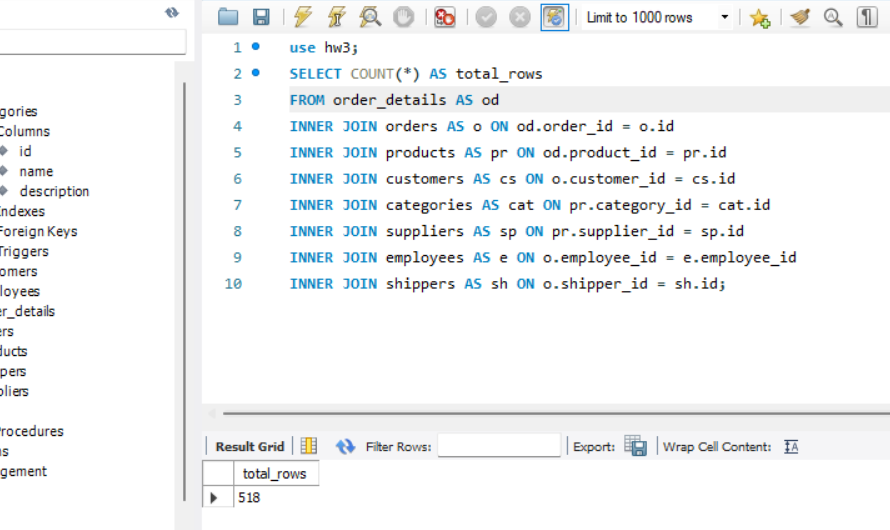 Limit to 1000 rows
gories
Columns
id
name
description
Indexes
Foreign Keys
Triggers
omers
loyees
er_details
ers
ducts
pers
pliers
Procedures
ns
gement
1 use hw3;
2 SELECT COUNT(*) AS total_rows
3 FROM order_details AS od
4 INNER JOIN orders AS o ON od.order_id = o.id
5 INNER JOIN products AS pr ON od.product_id = pr.id
6 INNER JOIN customers AS cs ON o.customer_id = cs.id
7 INNER JOIN categories AS cat ON pr.category_id = cat.id
8 INNER JOIN suppliers AS sp ON pr.supplier_id = sp.id
9 INNER JOIN employees AS e ON o.employee_id = e.employee_id
10 INNER JOIN shippers AS sh ON o.shipper_id = sh.id;
Result Grid Filter Rows: Export: Wrap Cell Content:
total_rows
518